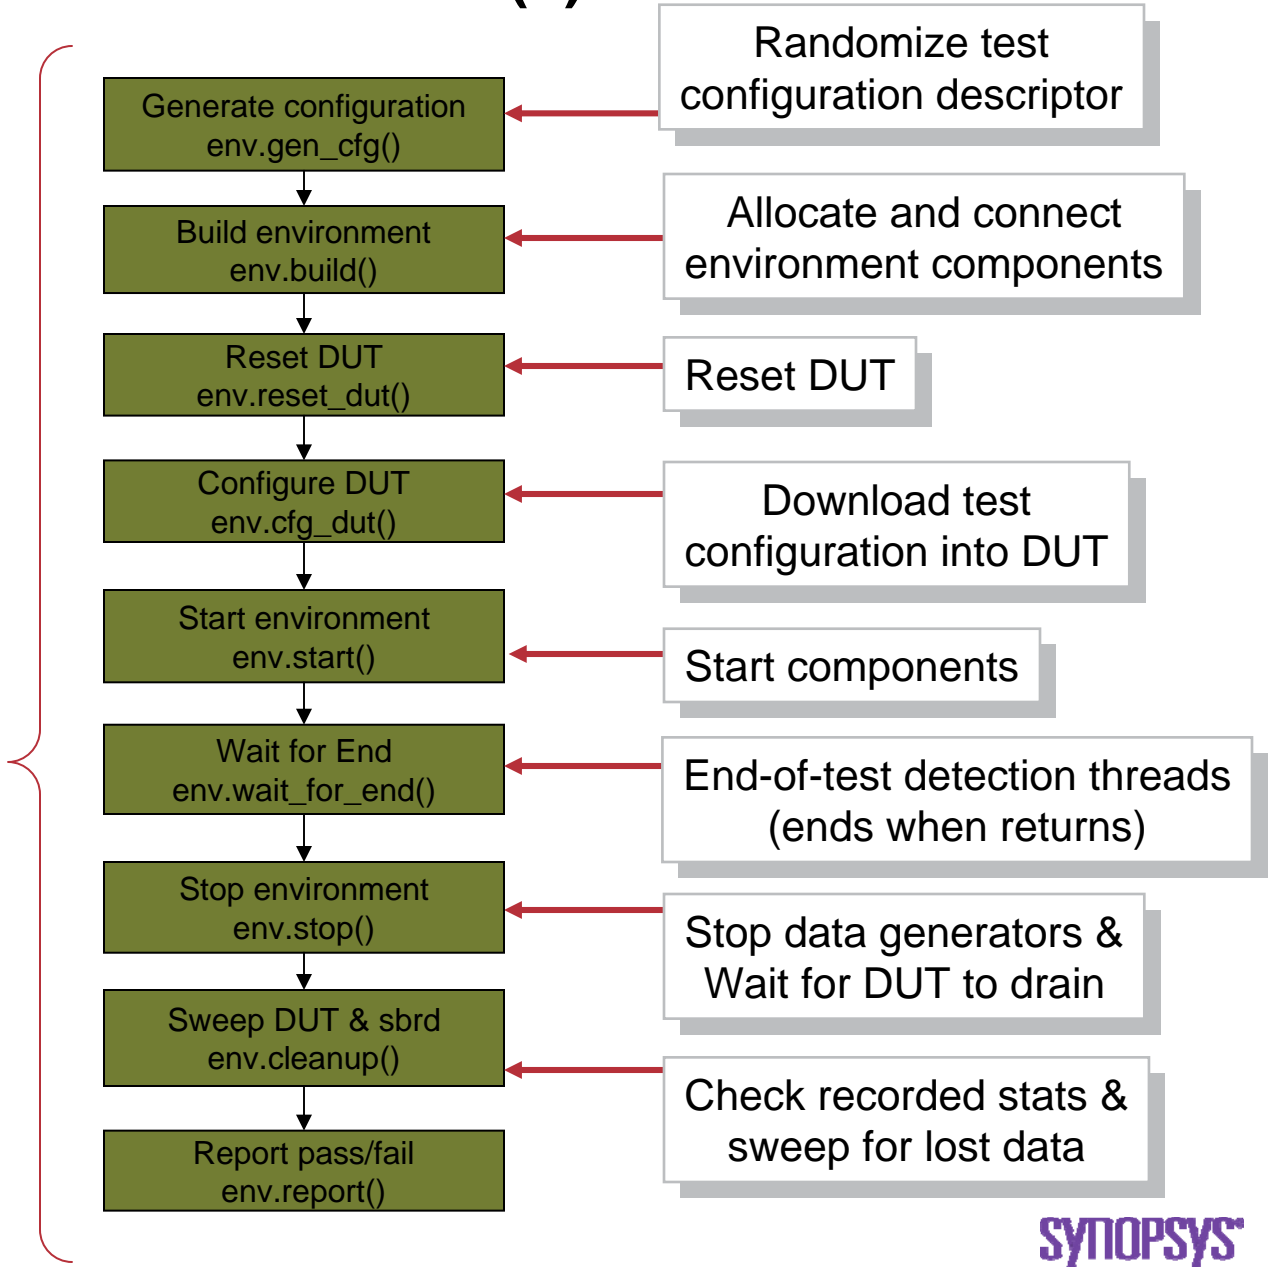 Randomize test
configuration descriptor
Generate configuration
env.gen_cfg()
Allocate and connect
environment components
Build environment
env.build()
Reset DUT
env.reset_dut()
Reset DUT
Configure DUT
env.cfg_dut()
Download test
configuration into DUT
Start environment
env.start()
Start components
Wait for End
env.wait_for_end()
End-of-test detection threads
(ends when returns)
Stop environment
env.stop()
Stop data generators &
Wait for DUT to drain
Sweep DUT & sbrd
env.cleanup()
Check recorded stats &
sweep for lost data
Report pass/fail
env.report()
SYNOPSYS